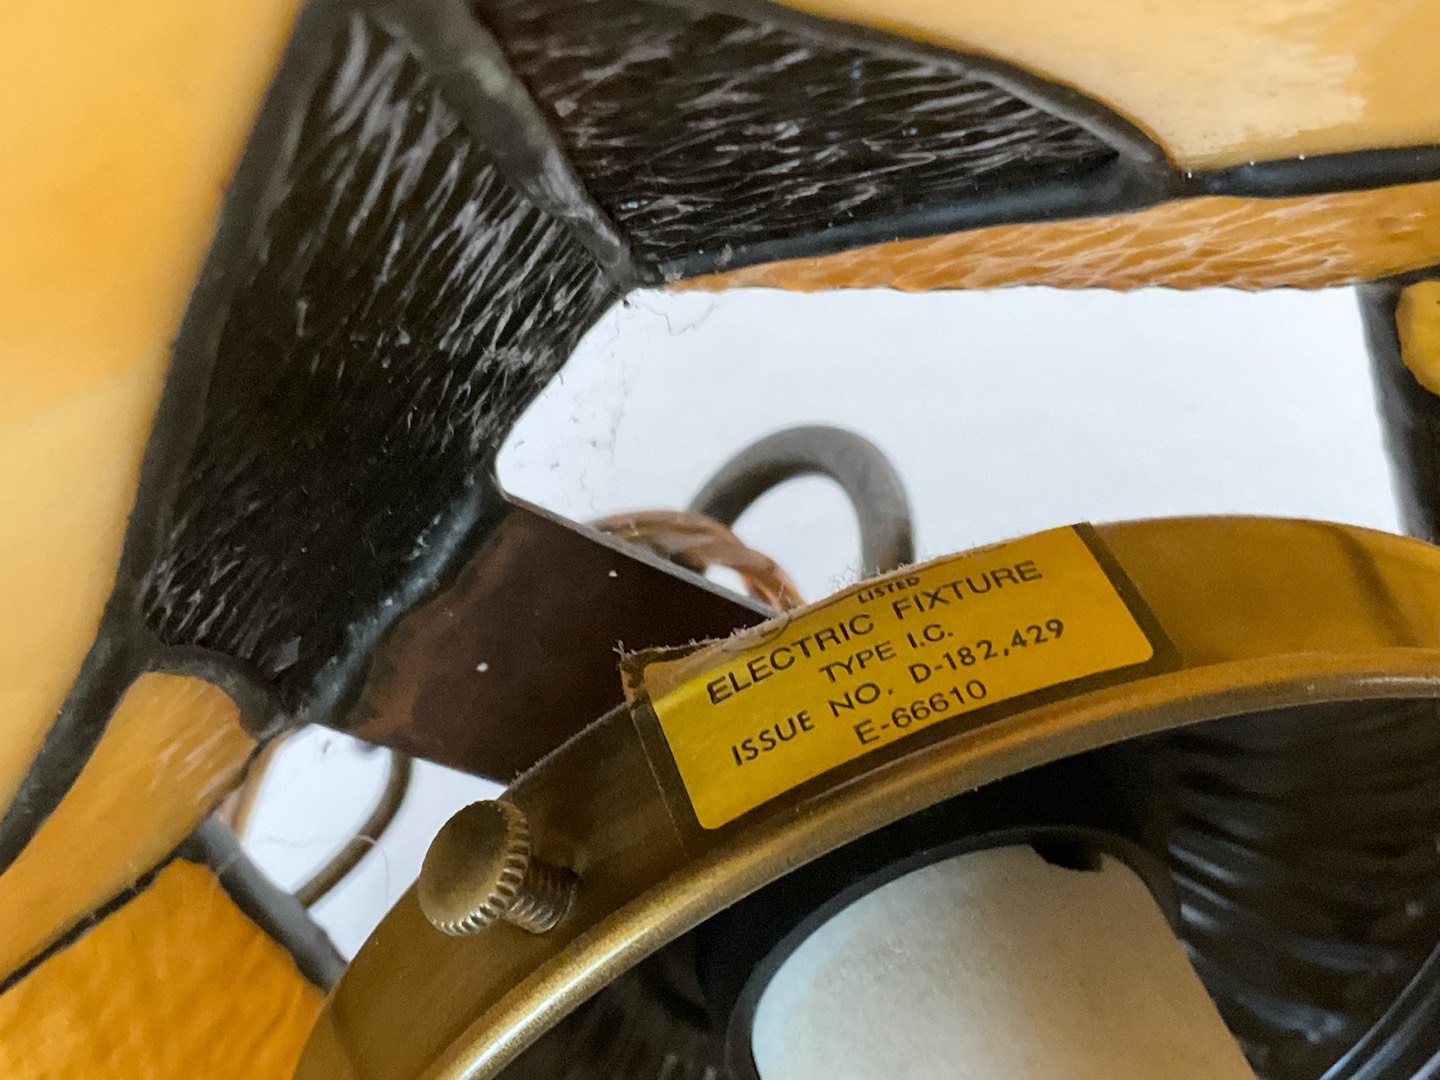 LISTED
ELECTRIC FIXTURE
TYPE I.C.
ISSUE NO. D-182,429
E-66610